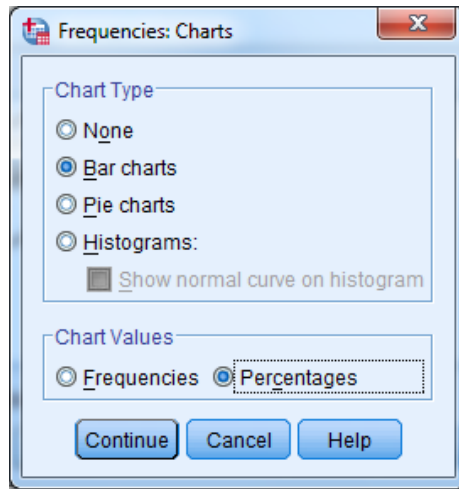 Frequencies: Charts
Chart Type
None
Bar charts
Pie charts
Histograms:
Show normal curve on histogram
Chart Values
Frequencies Percentages
Continue Cancel Help